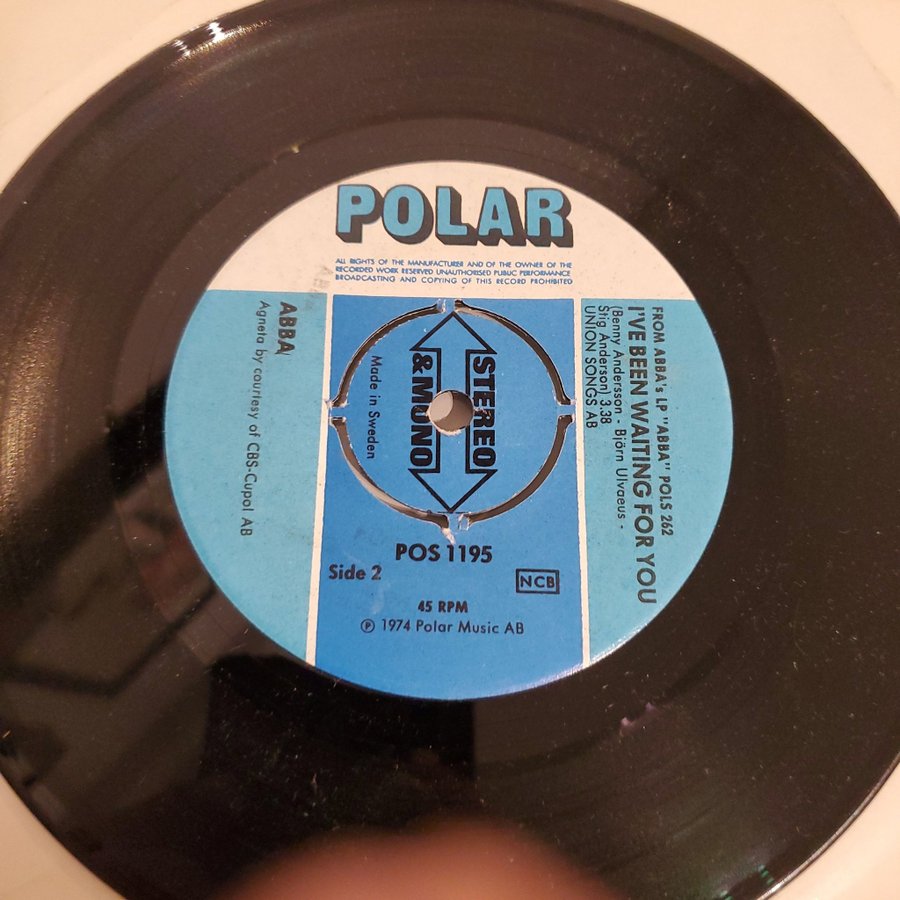 POLAR
ALL RIGHTS OF THE MANUFACTURER AND OF THE OWNER OF THE
RECORDED WORK RESERVED UNAUTHORISED PUBLIC PERFORMANCE
BROADCASTING AND COPYING OF THIS RECORD PROHIBITED
FROM ABBA's LP "ABBA" POLS 262
I'VE BEEN WAITING FOR YOU
(Benny Andersson - Björn Ulvaeus -
Stig Anderson) 3.38
UNION SONGS AB
STEREO
& MONO
Made in Sweden
ABBA
Agneta by courtesy of CBS-Cupol AB
POS 1195
Side 2
NCB
45 RPM
℗ 1974 Polar Music AB